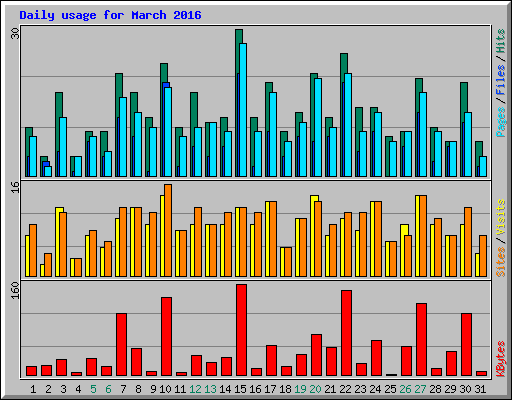 Daily usage for March 2016
30
Pages / Files / Hits
16
Sites / Visits
160
KBytes
1 2 3 4 5 6 7 8 9 10 11 12 13 14 15 16 17 18 19 20 21 22 23 24 25 26 27 28 29 30 31